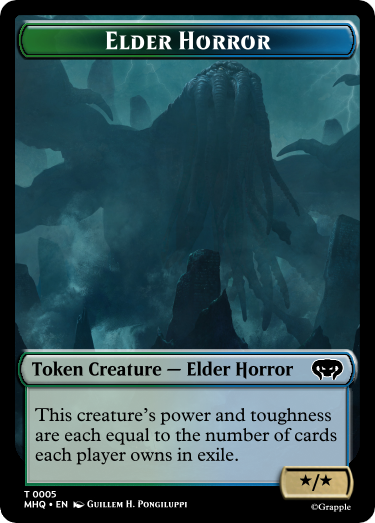 Elder Horror
Token Creature — Elder Horror
This creature's power and toughness
are each equal to the number of cards
each player owns in exile.
★/★
T 0005
MHQ • EN Guillem H. Pongiluppi
©Grapple